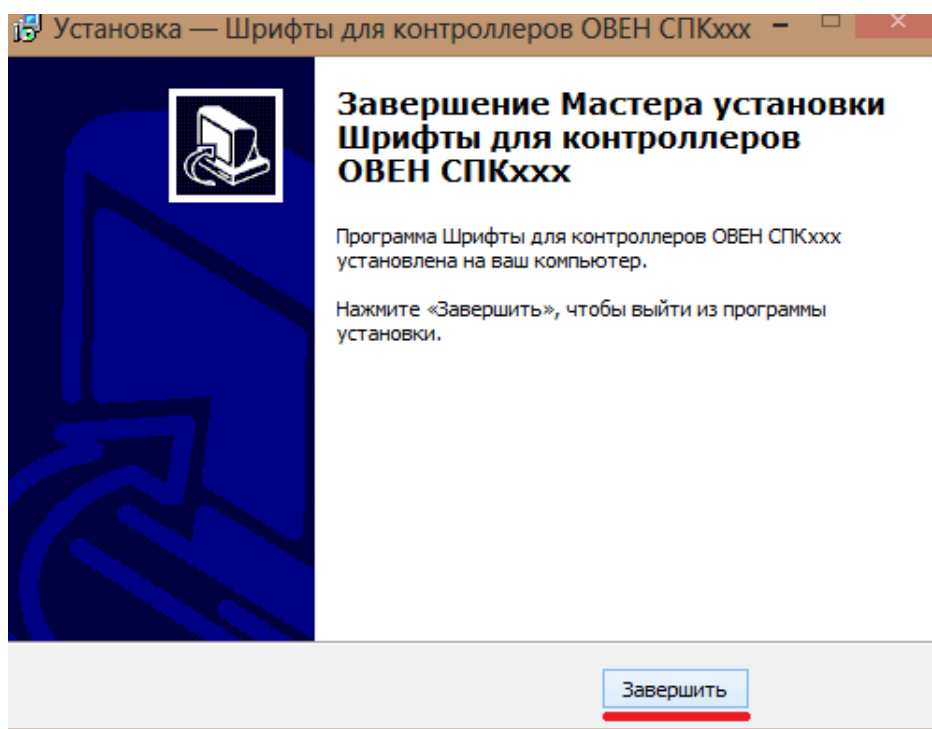 Установка — Шрифты для контроллеров ОВЕН СПКxxx
Завершение Мастера установки
Шрифты для контроллеров
ОВЕН СПКxxx
Программа Шрифты для контроллеров ОВЕН СПКxxx
установлена на ваш компьютер.
Нажмите «Завершить», чтобы выйти из программы
установки.
Завершить